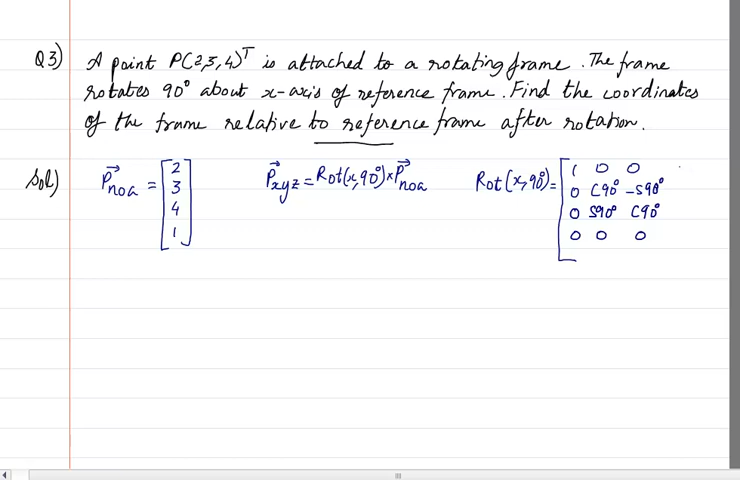 Q3) A point P(2,3,4)ᵀ is attached to a rotating frame. The frame
rotates 90° about x-axis of reference frame. Find the coordinates
of the frame relative to reference frame after rotation.
Sol) P⃗noa = [2 3 4 1] P⃗xyz = Rot(x,90°)×P⃗noa Rot(x,90°)=
1 0 0
0 C90° -S90°
0 S90° C90°
0 0 0